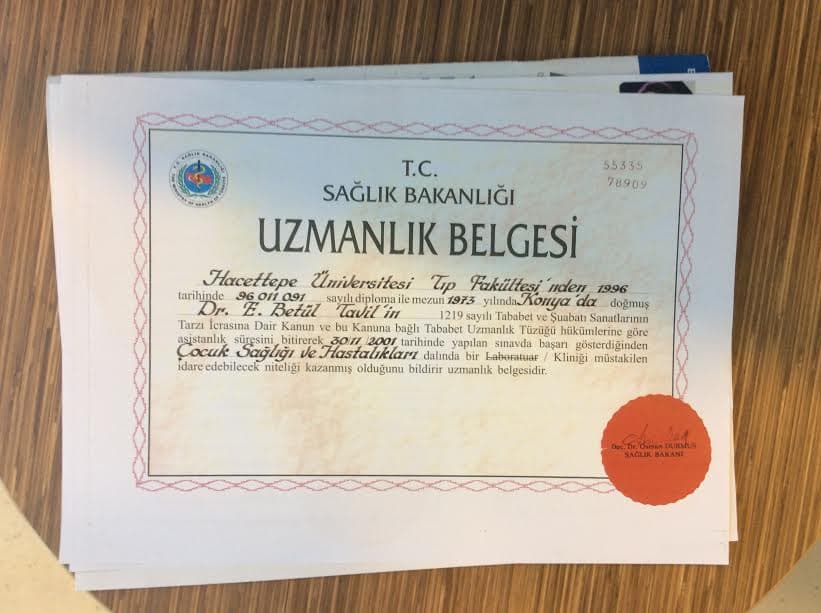 T.C.
SAĞLIK BAKANLIĞI
55335
78909
UZMANLIK BELGESİ
Hacettepe Üniversitesi Tıp Fakültesi'nden 1996
tarihinde 96 011 091 sayılı diploma ile mezun 1973 yılında Konya'da doğmuş
Dr. E. Betül Tavil'in 1219 sayılı Tababet ve Şuabatı Sanatlarının
Tarzı İcrasına Dair Kanun ve bu Kanuna bağlı Tababet Uzmanlık Tüzüğü hükümlerine göre
asistanlık süresini bitirerek 30/11/2001 tarihinde yapılan sınavda başarı gösterdiğinden
Çocuk Sağlığı ve Hastalıkları dalında bir Laboratuar / Kliniği müstakilen
idare edebilecek niteliği kazanmış olduğunu bildirir uzmanlık belgesidir.
Doç. Dr. Osman DURMUŞ
SAĞLIK BAKANI